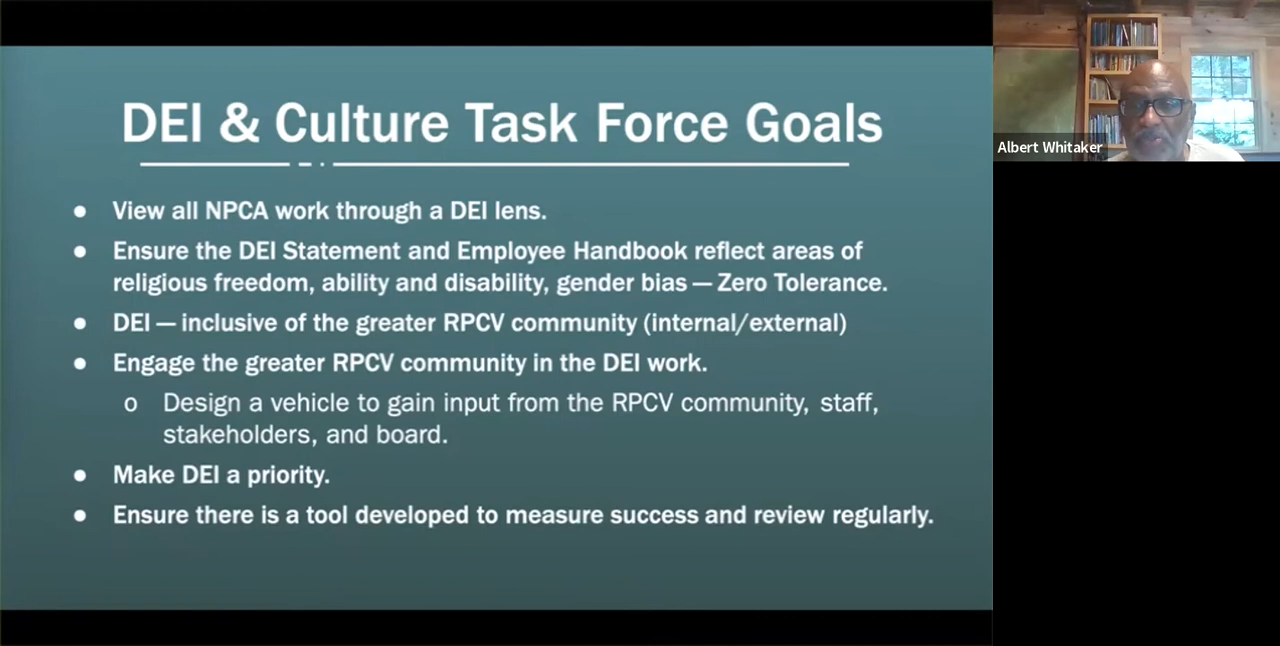 DEI & Culture Task Force Goals
● View all NPCA work through a DEI lens.
● Ensure the DEI Statement and Employee Handbook reflect areas of
religious freedom, ability and disability, gender bias — Zero Tolerance.
● DEI — inclusive of the greater RPCV community (internal/external)
● Engage the greater RPCV community in the DEI work.
o Design a vehicle to gain input from the RPCV community, staff,
stakeholders, and board.
● Make DEI a priority.
● Ensure there is a tool developed to measure success and review regularly.
Albert Whitaker